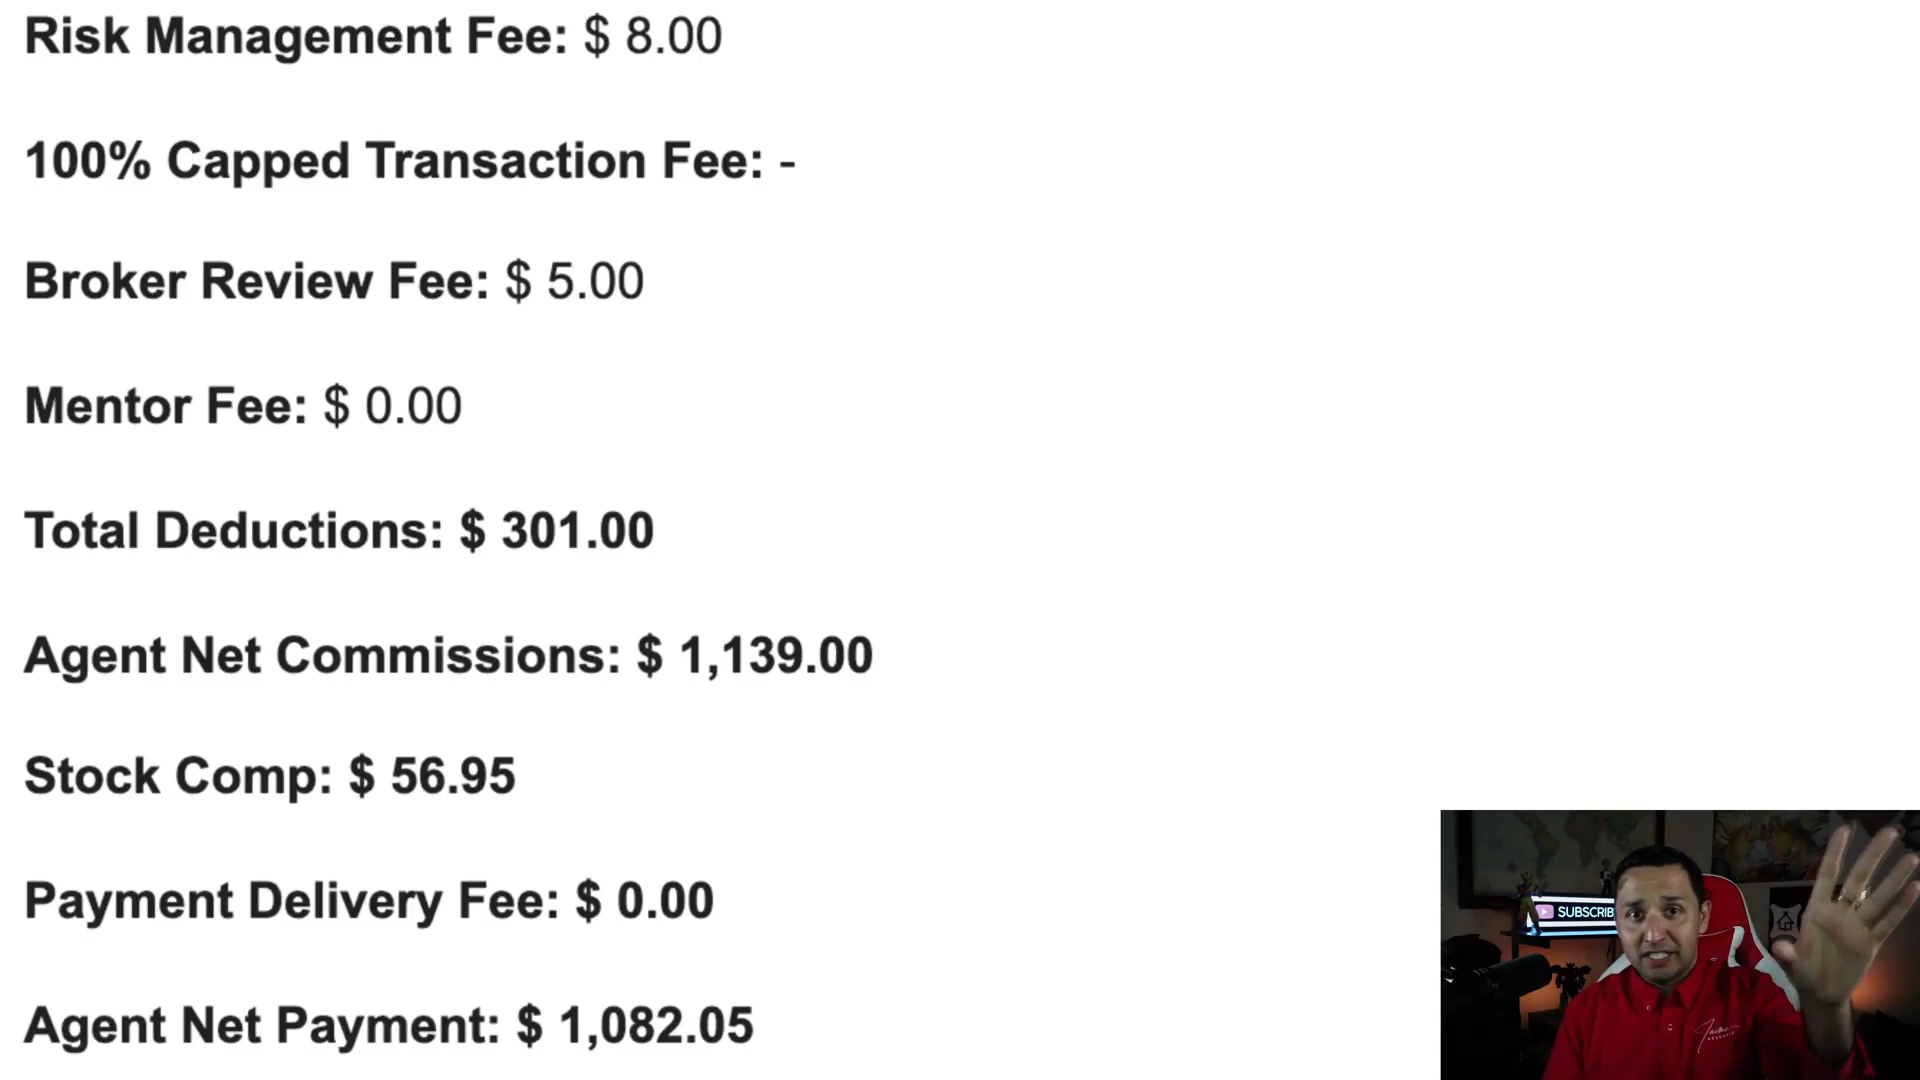 Risk Management Fee: $ 8.00
100% Capped Transaction Fee: -
Broker Review Fee: $ 5.00
Mentor Fee: $ 0.00
Total Deductions: $ 301.00
Agent Net Commissions: $ 1,139.00
Stock Comp: $ 56.95
Payment Delivery Fee: $ 0.00
Agent Net Payment: $ 1,082.05
SUBSCRIB
Jaime